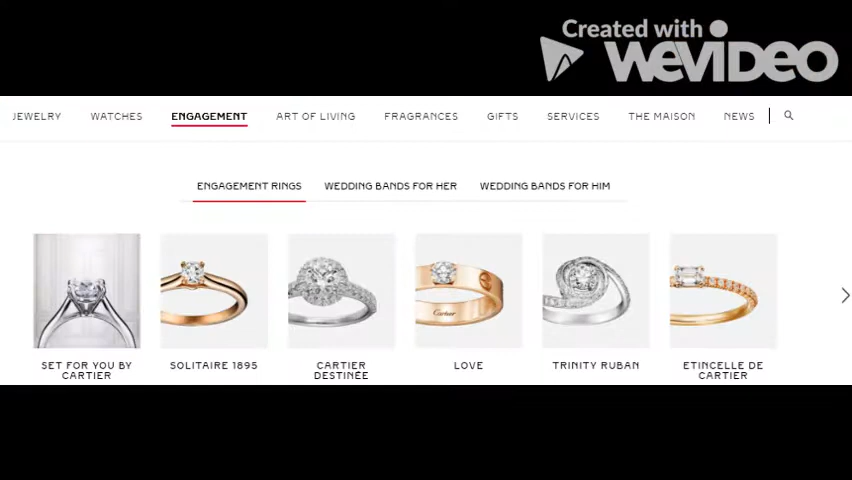 Created with
WEVIDEO
JEWELRY WATCHES ENGAGEMENT ART OF LIVING FRAGRANCES GIFTS SERVICES THE MAISON NEWS
ENGAGEMENT RINGS WEDDING BANDS FOR HER WEDDING BANDS FOR HIM
Cartier
SET FOR YOU BY
CARTIER
SOLITAIRE 1895
CARTIER
DESTINÉE
LOVE
TRINITY RUBAN
ETINCELLE DE
CARTIER